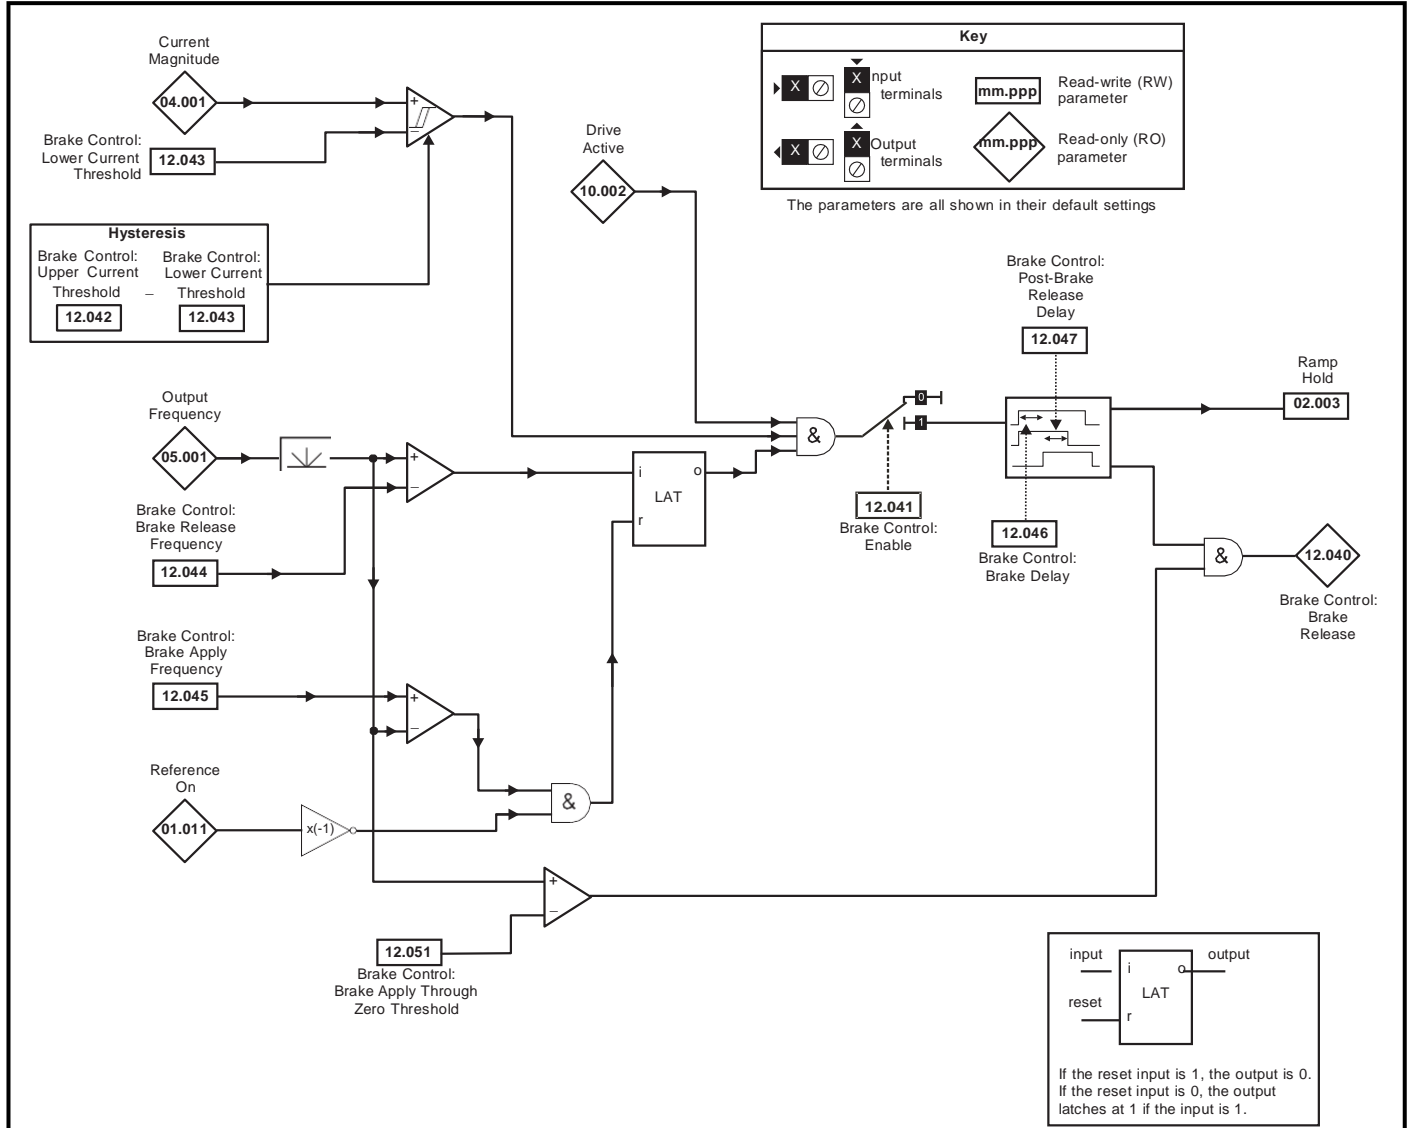 Current
Magnitude
04.001
+
Brake Control:
Lower Current
Threshold
12.043
−
Hysteresis
Brake Control:
Upper Current
Threshold
12.042
–
Brake Control:
Lower Current
Threshold
12.043
Drive
Active
10.002
Key
X
X
nput
terminals
mm.ppp
Read-write (RW)
parameter
X
X
Output
terminals
mm.ppp
Read-only (RO)
parameter
The parameters are all shown in their default settings
Output
Frequency
05.001
+
−
Brake Control:
Brake Release
Frequency
12.044
i
o
LAT
r
&
0
1
12.041
Brake Control:
Enable
Brake Control:
Post-Brake
Release
Delay
12.047
12.046
Brake Control:
Brake Delay
Ramp
Hold
02.003
&
12.040
Brake Control:
Brake
Release
Brake Control:
Brake Apply
Frequency
12.045
+
−
Reference
On
01.011
x(-1)
&
+
−
12.051
Brake Control:
Brake Apply Through
Zero Threshold
input
i
o
output
LAT
reset
r
If the reset input is 1, the output is 0.
If the reset input is 0, the output
latches at 1 if the input is 1.